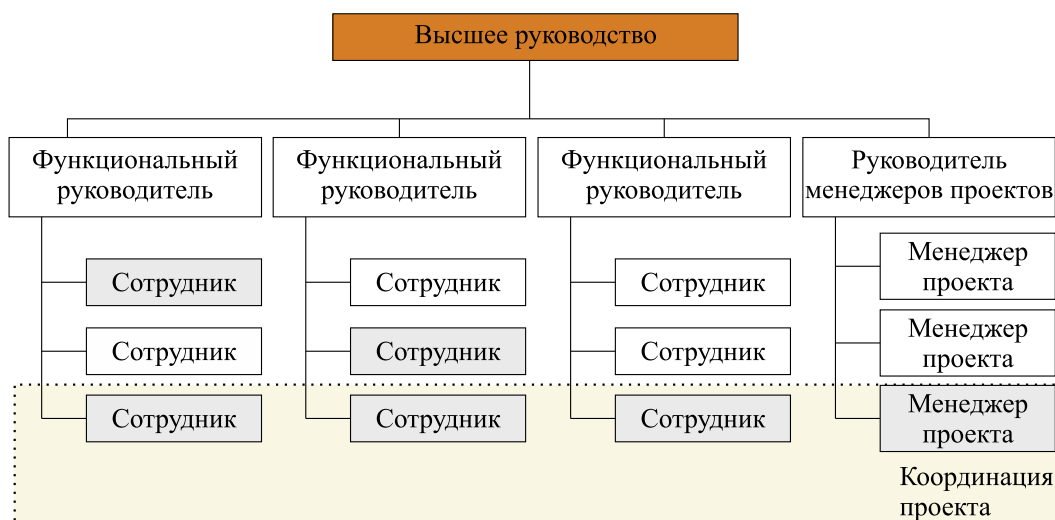 Высшее руководство
Функциональный
руководитель
Функциональный
руководитель
Функциональный
руководитель
Руководитель
менеджеров проектов
Сотрудник
Сотрудник
Сотрудник
Сотрудник
Сотрудник
Сотрудник
Сотрудник
Сотрудник
Сотрудник
Менеджер
проекта
Менеджер
проекта
Менеджер
проекта
Координация
проекта